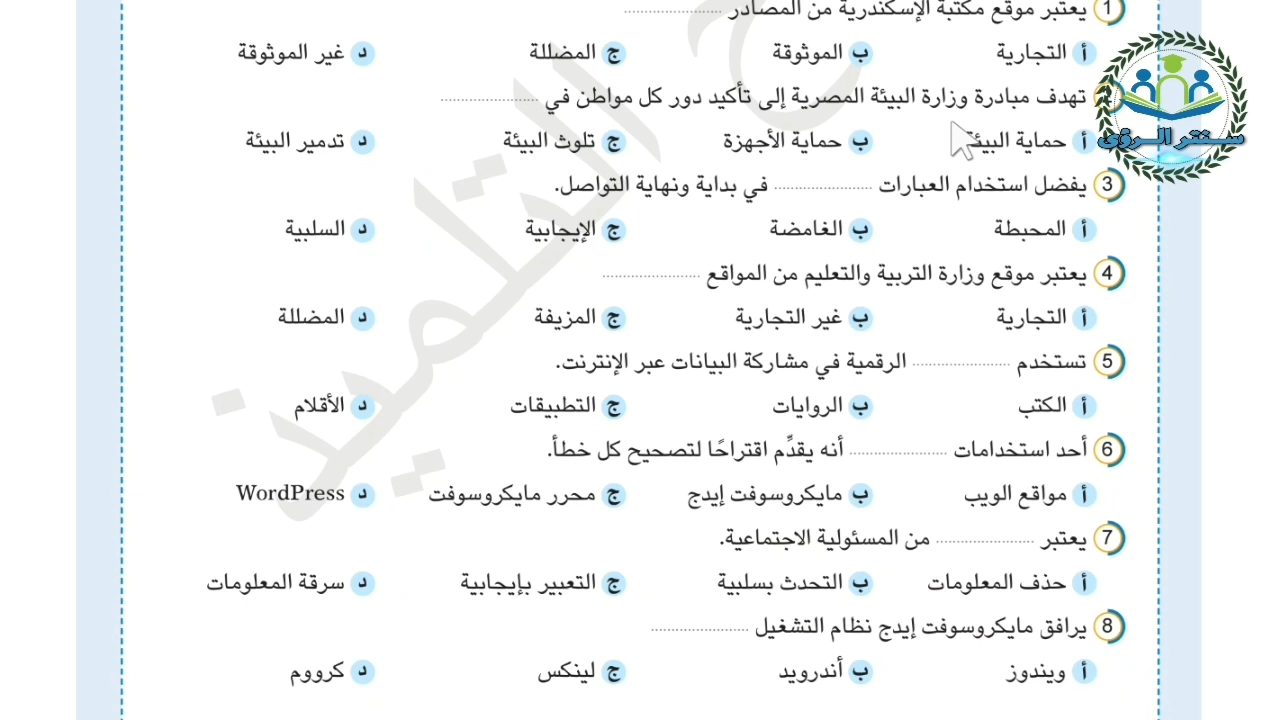 1 يعتبر موقع مكتبة الإسكندرية من المصادر ......................
أ التجارية ب الموثوقة ج المضللة د غير الموثوقة
تهدف مبادرة وزارة البيئة المصرية إلى تأكيد دور كل مواطن في ......................
أ حماية البيئة ب حماية الأجهزة ج تلوث البيئة د تدمير البيئة
3 يفضل استخدام العبارات ...................... في بداية ونهاية التواصل.
أ المحبطة ب الغامضة ج الإيجابية د السلبية
4 يعتبر موقع وزارة التربية والتعليم من المواقع ......................
أ التجارية ب غير التجارية ج المزيفة د المضللة
5 تستخدم ...................... الرقمية في مشاركة البيانات عبر الإنترنت.
أ الكتب ب الروايات ج التطبيقات د الأقلام
6 أحد استخدامات ...................... أنه يقدِّم اقتراحًا لتصحيح كل خطأ.
أ مواقع الويب ب مايكروسوفت إيدج ج محرر مايكروسوفت د WordPress
7 يعتبر ...................... من المسئولية الاجتماعية.
أ حذف المعلومات ب التحدث بسلبية ج التعبير بإيجابية د سرقة المعلومات
8 يرافق مايكروسوفت إيدج نظام التشغيل ......................
أ ويندوز ب أندرويد ج لينكس د كرووم
سنتر الرؤى
التلميذ